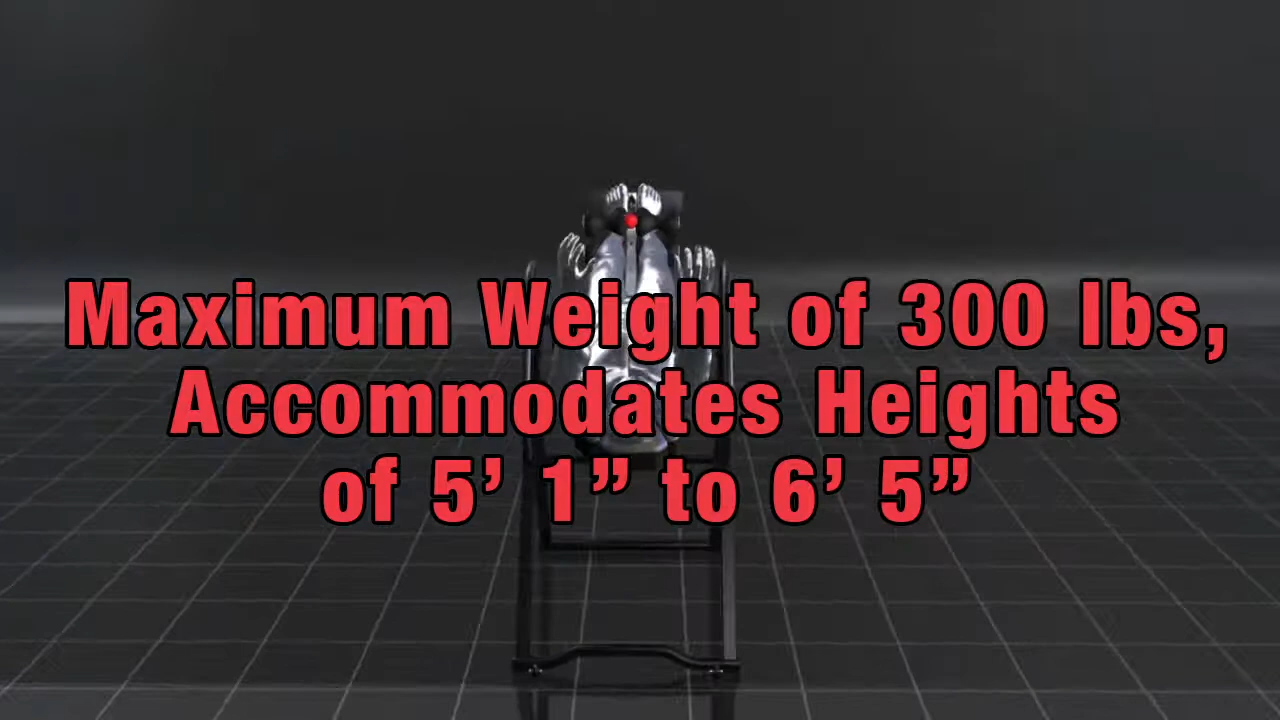 Maximum Weight of 300 lbs,
Accommodates Heights
of 5’ 1” to 6’ 5”